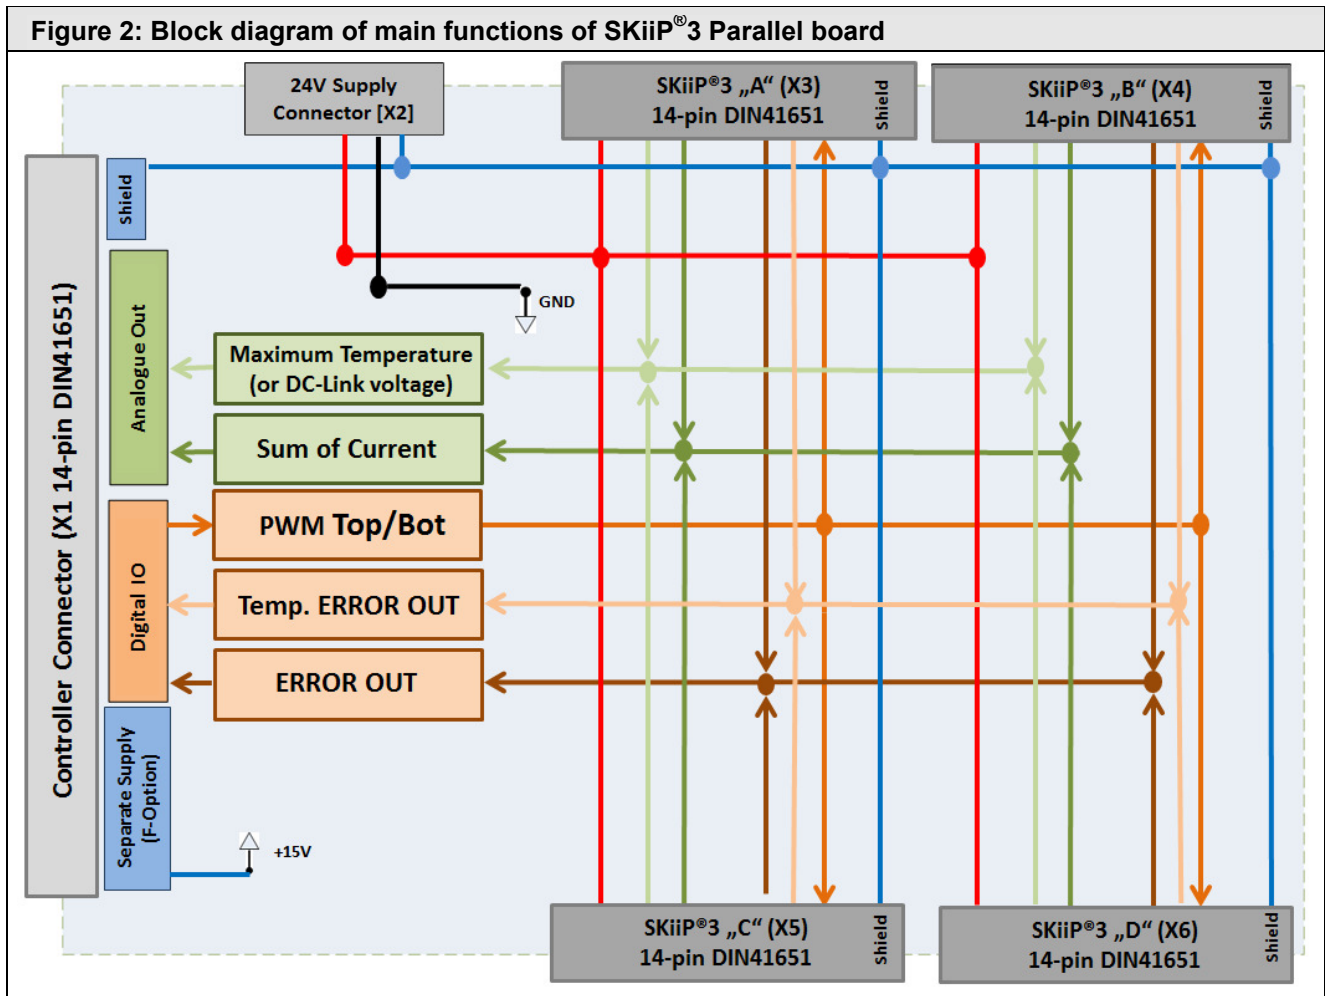 Figure 2: Block diagram of main functions of SKiiP®3 Parallel board
24V Supply
Connector [X2]
SKiiP®3 „A“ (X3)
14-pin DIN41651
Shield
SKiiP®3 „B“ (X4)
14-pin DIN41651
Shield
Controller Connector (X1 14-pin DIN41651)
Shield
GND
Analogue Out
Maximum Temperature
(or DC-Link voltage)
Sum of Current
Digital IO
PWM Top/Bot
Temp. ERROR OUT
ERROR OUT
Separate Supply
(F-Option)
+15V
SKiiP®3 „C“ (X5)
14-pin DIN41651
Shield
SKiiP®3 „D“ (X6)
14-pin DIN41651
Shield